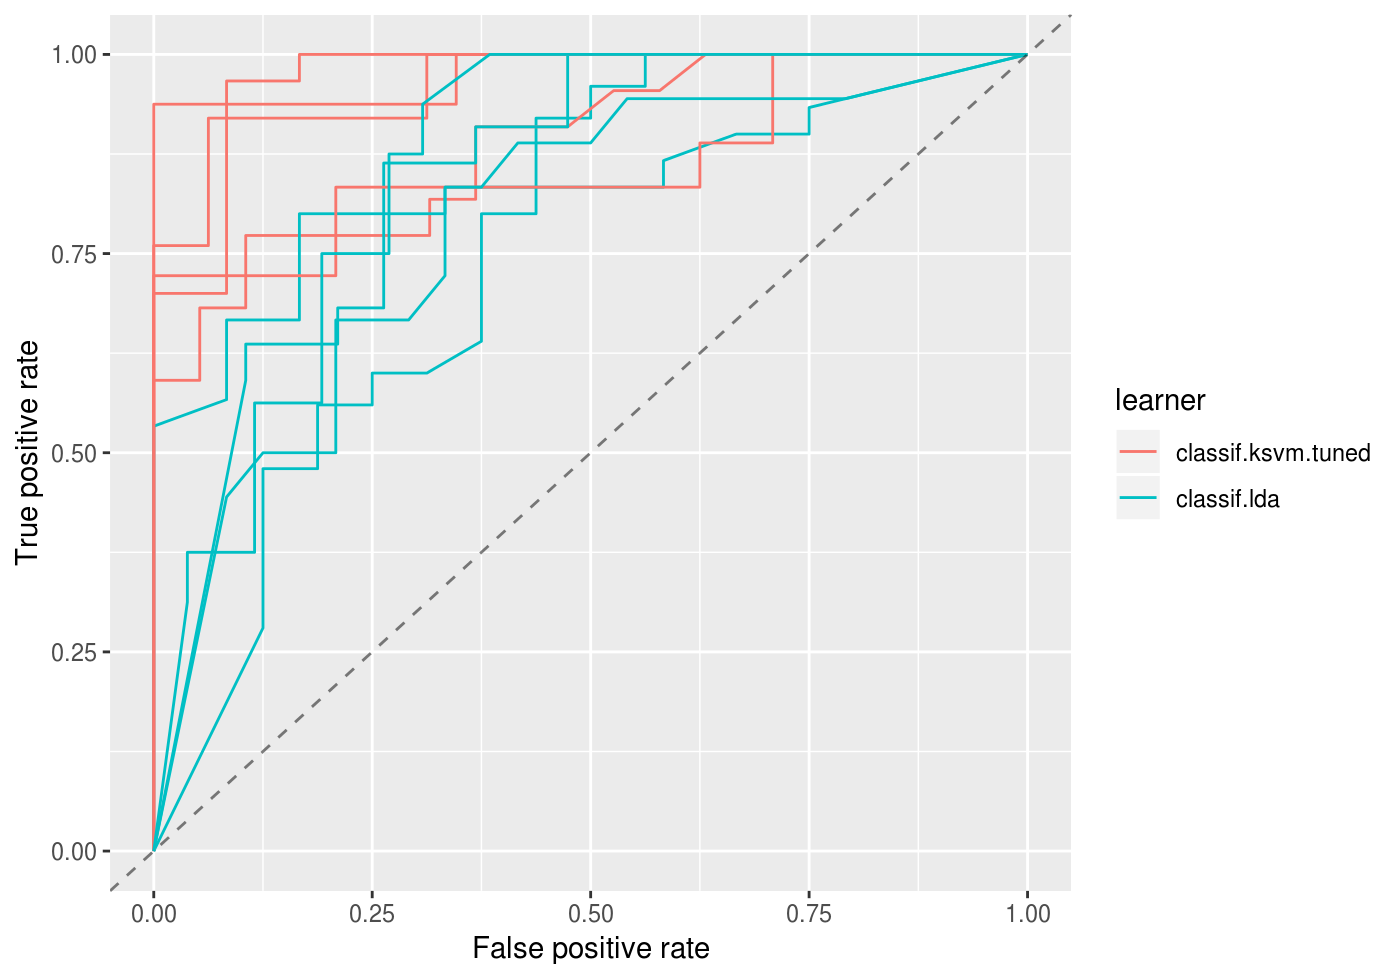 1.00
0.75
0.50
0.25
0.00
True positive rate
0.00 0.25 0.50 0.75 1.00
False positive rate
learner
classif.ksvm.tuned
classif.lda